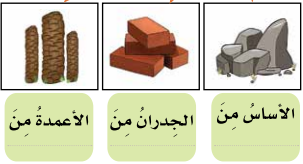 الأساسُ مِنَ
الجِدرانُ مِنَ
الأعمدةُ مِنَ